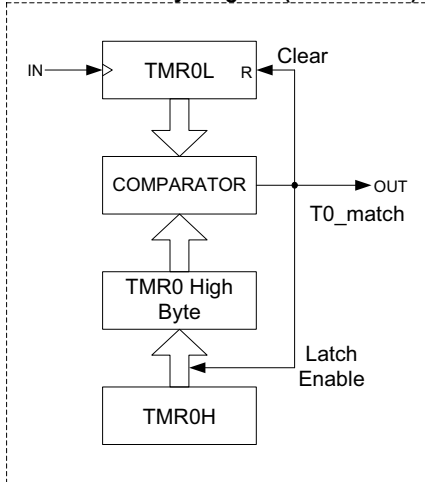 Clear
IN
TMR0L
R
COMPARATOR
OUT
T0_match
TMR0 High
Byte
Latch
Enable
TMR0H